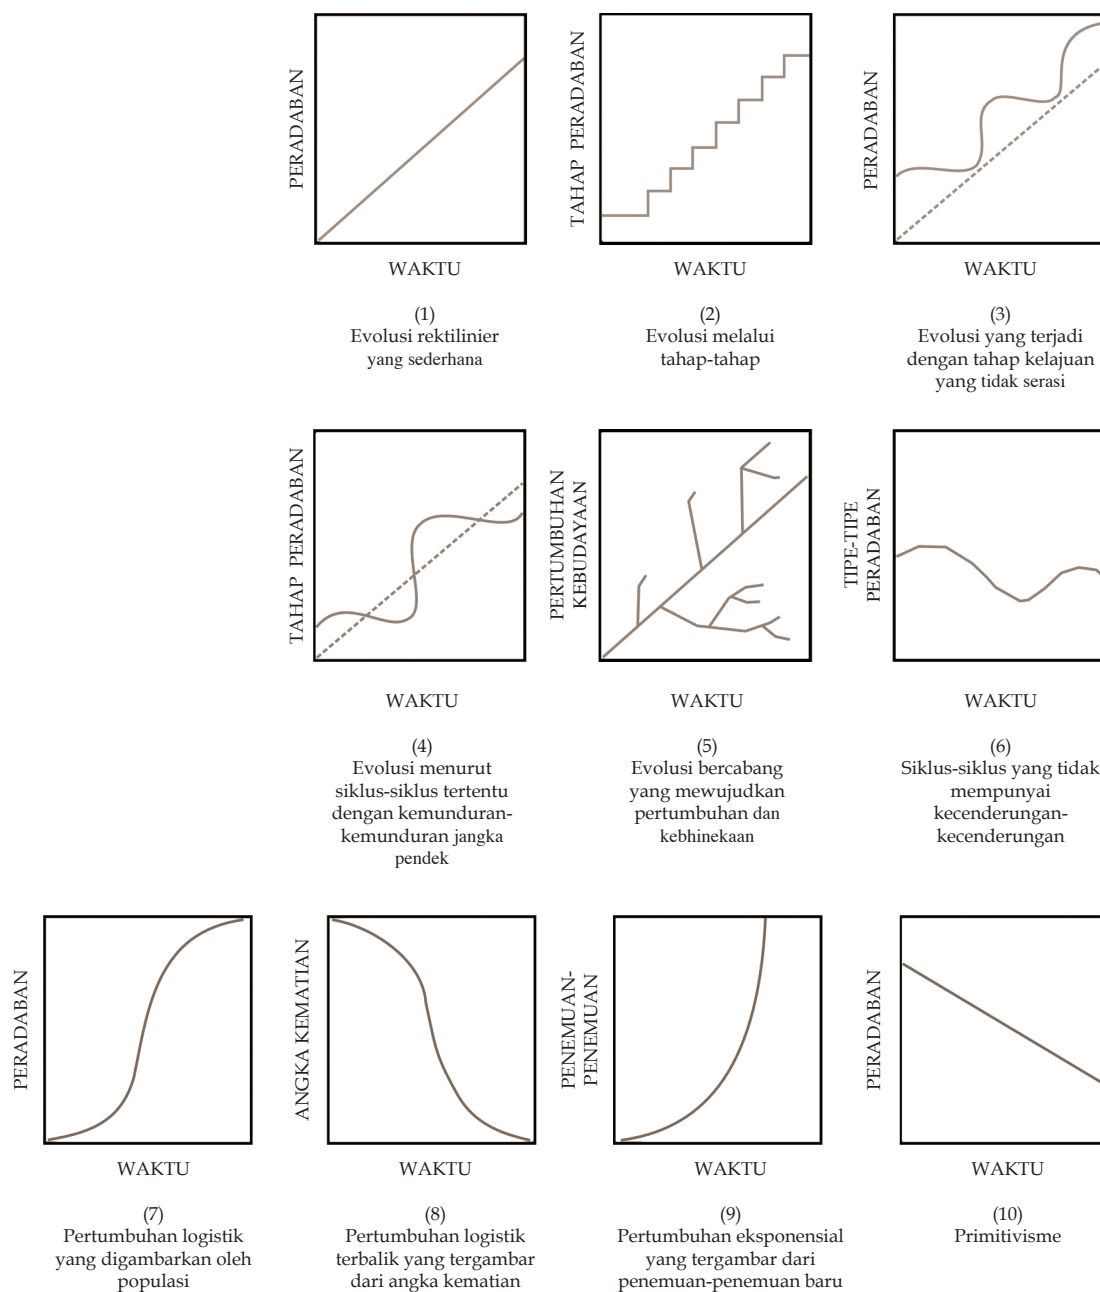 PERADABAN
WAKTU
(1)
Evolusi rektilinier
yang sederhana
TAHAP PERADABAN
WAKTU
(2)
Evolusi melalui
tahap-tahap
PERADABAN
WAKTU
(3)
Evolusi yang terjadi
dengan tahap kelajuan
yang tidak serasi
TAHAP PERADABAN
WAKTU
(4)
Evolusi menurut
siklus-siklus tertentu
dengan kemunduran-
kemunduran jangka
pendek
PERTUMBUHAN
KEBUDAYAAN
WAKTU
(5)
Evolusi bercabang
yang mewujudkan
pertumbuhan dan
kebhinekaan
TIPE-TIPE
PERADABAN
WAKTU
(6)
Siklus-siklus yang tidak
mempunyai
kecenderungan-
kecenderungan
PERADABAN
WAKTU
(7)
Pertumbuhan logistik
yang digambarkan oleh
populasi
ANGKA KEMATIAN
WAKTU
(8)
Pertumbuhan logistik
terbalik yang tergambar
dari angka kematian
PENEMUAN-
PENEMUAN
WAKTU
(9)
Pertumbuhan eksponensial
yang tergambar dari
penemuan-penemuan baru
PERADABAN
WAKTU
(10)
Primitivisme